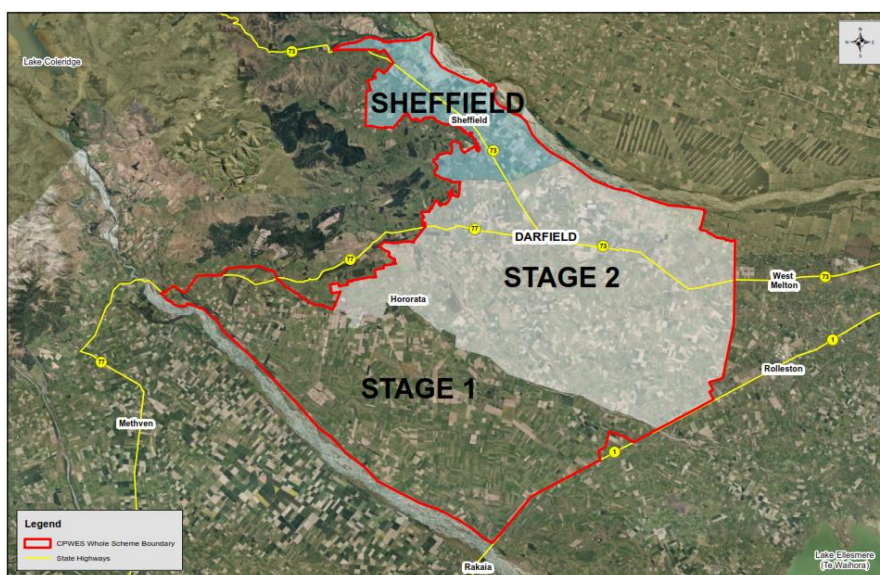 N
W E
S
73
Lake Coleridge
SHEFFIELD
Sheffield
73
77
DARFIELD
73
77
STAGE 2
West
Melton
73
Hororata
1
77
STAGE 1
Rolleston
Methven
1
Legend
CPWES Whole Scheme Boundary
State Highways
Rakaia
Lake Ellesmere
(Te Waihora)